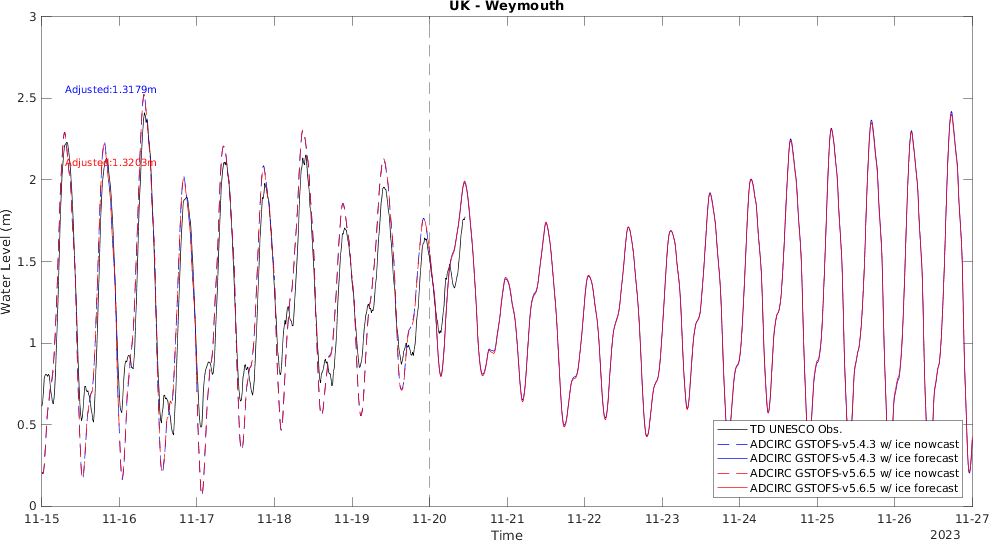 UK - Weymouth
3
2.5
2
1.5
1
0.5
0
Water Level (m)
Adjusted:1.3179m
Adjusted:1.3203m
TD UNESCO Obs.
ADCIRC GSTOFS-v5.4.3 w/ ice nowcast
ADCIRC GSTOFS-v5.4.3 w/ ice forecast
ADCIRC GSTOFS-v5.6.5 w/ ice nowcast
ADCIRC GSTOFS-v5.6.5 w/ ice forecast
11-15 11-16 11-17 11-18 11-19 11-20 11-21 11-22 11-23 11-24 11-25 11-26 11-27
Time
2023